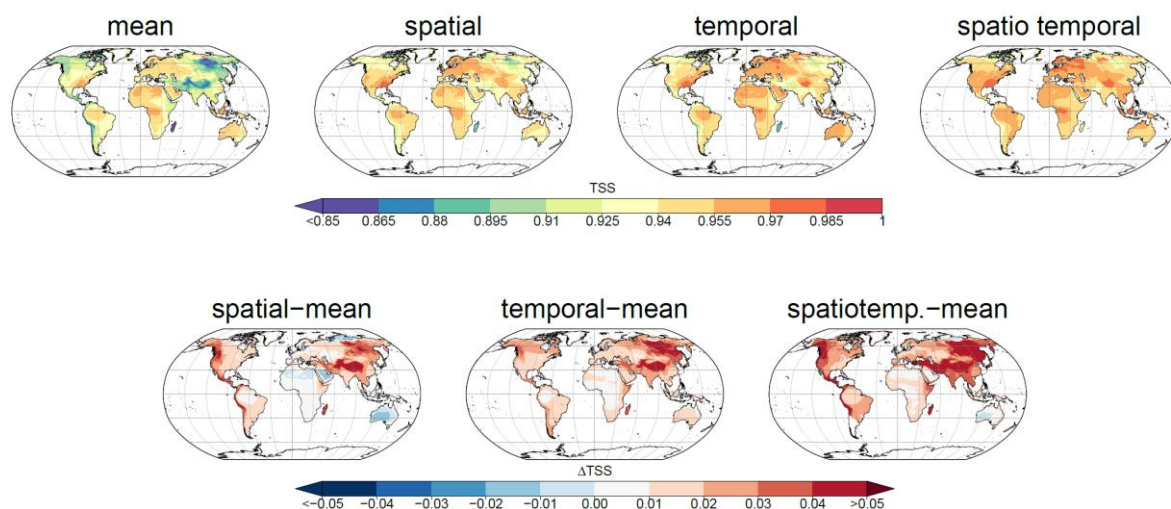 mean spatial temporal spatio temporal
TSS
<0.85 0.865 0.88 0.895 0.91 0.925 0.94 0.955 0.97 0.985 1
spatial−mean temporal−mean spatiotemp.−mean
ΔTSS
<−0.05 −0.04 −0.03 −0.02 −0.01 0.00 0.01 0.02 0.03 0.04 >0.05